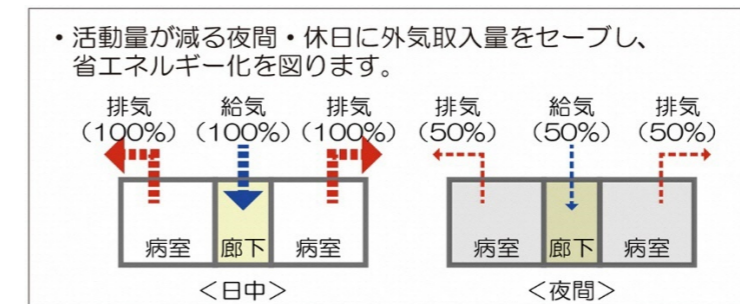 ・活動量が減る夜間・休日に外気取入量をセーブし、
省エネルギー化を図ります。
排気 給気 排気 排気 給気 排気
(100%) (100%) (100%) (50%) (50%) (50%)
病室 廊下 病室 病室 廊下 病室
＜日中＞ ＜夜間＞